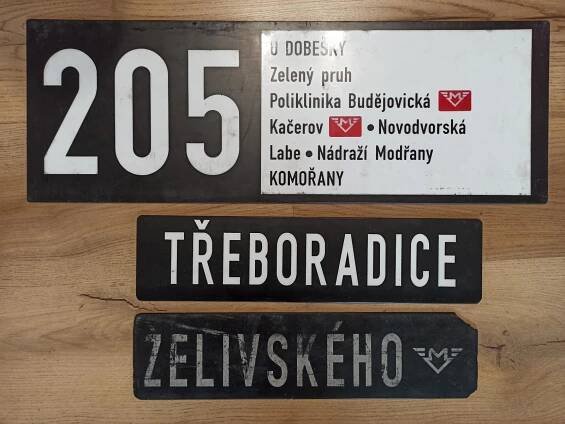 205
U DOBEŠKY
Zelený pruh
Poliklinika Budějovická M
Kačerov M • Novodvorská
Labe • Nádraží Modřany
KOMOŘANY
TŘEBORADICE
ŽELIVSKÉHO M